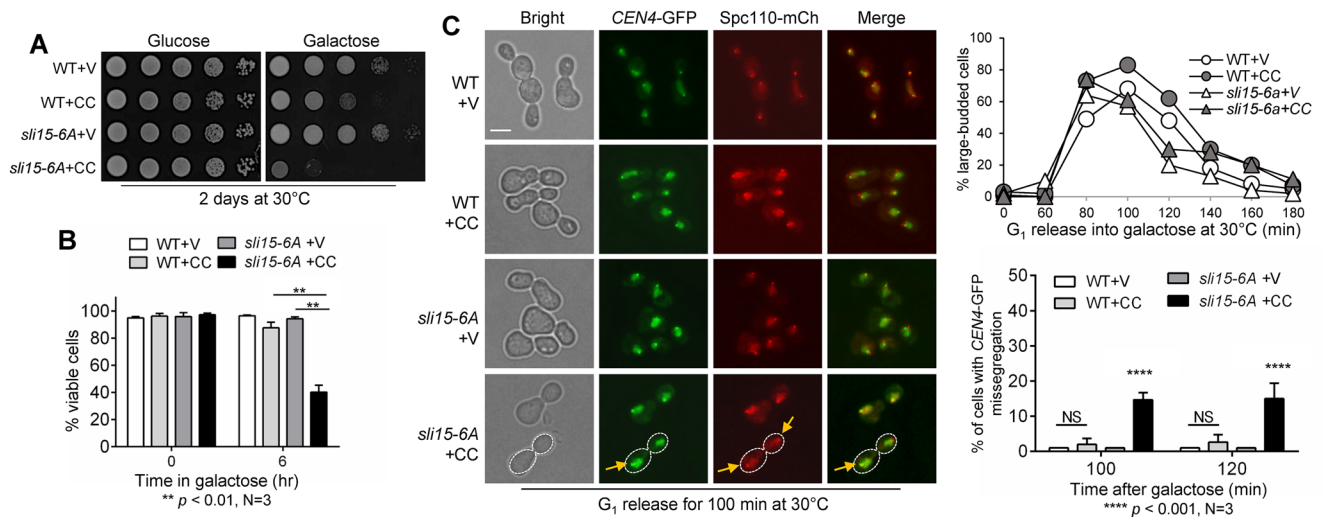 A
Glucose
Galactose
WT+V
WT+CC
sli15-6A+V
sli15-6A+CC
2 days at 30°C
B
WT+V
WT+CC
sli15-6A +V
sli15-6A +CC
% viable cells
100
80
60
40
20
0
**
**
0
6
Time in galactose (hr)
** p < 0.01, N=3
C
Bright
CEN4-GFP
Spc110-mCh
Merge
WT
+V
WT
+CC
sli15-6A
+V
sli15-6A
+CC
G1 release for 100 min at 30°C
% large-budded cells
100
80
60
40
20
0
WT+V
WT+CC
sli15-6a+V
sli15-6a+CC
0 60 80 100 120 140 160 180
G1 release into galactose at 30°C (min)
% of cells with CEN4-GFP
missegregation
50
40
30
20
10
0
WT+V
WT+CC
sli15-6A +V
sli15-6A +CC
NS
****
NS
****
100
120
Time after galactose (min)
**** p < 0.001, N=3